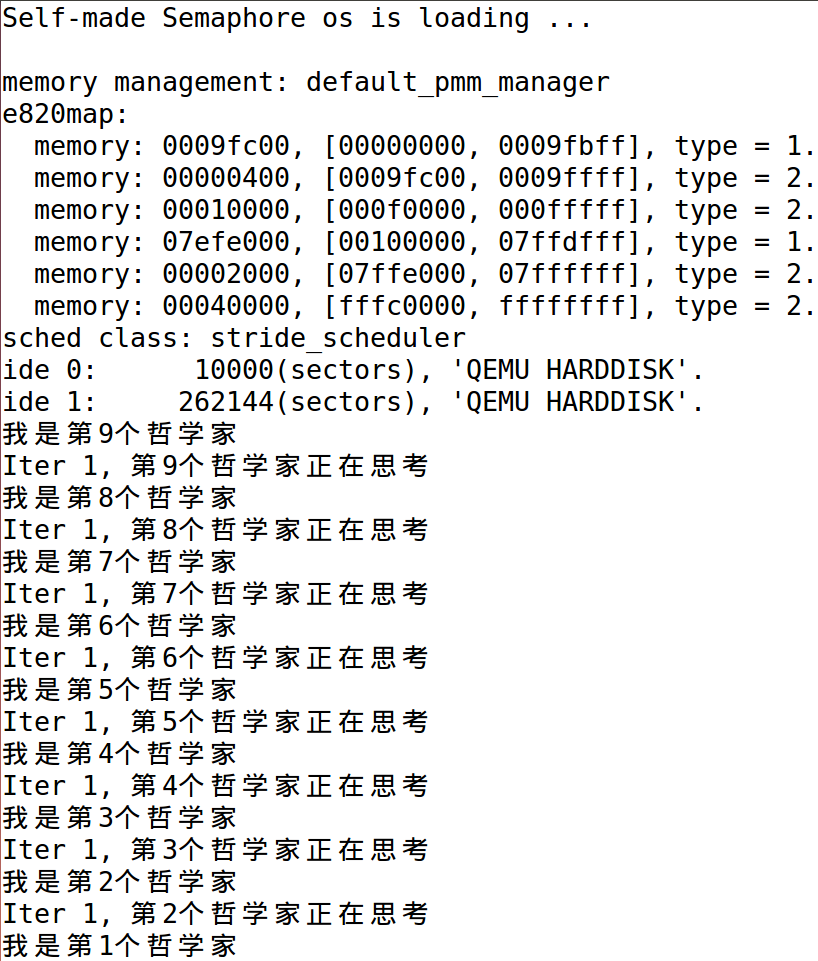 Self-made Semaphore os is loading ...
memory management: default_pmm_manager
e820map:
  memory: 0009fc00, [00000000, 0009fbff], type = 1.
  memory: 00000400, [0009fc00, 0009ffff], type = 2.
  memory: 00010000, [000f0000, 000fffff], type = 2.
  memory: 07efe000, [00100000, 07ffdfff], type = 1.
  memory: 00002000, [07ffe000, 07ffffff], type = 2.
  memory: 00040000, [fffc0000, ffffffff], type = 2.
sched class: stride_scheduler
ide 0:      10000(sectors), 'QEMU HARDDISK'.
ide 1:     262144(sectors), 'QEMU HARDDISK'.
我是第9个哲学家
Iter 1, 第9个哲学家正在思考
我是第8个哲学家
Iter 1, 第8个哲学家正在思考
我是第7个哲学家
Iter 1, 第7个哲学家正在思考
我是第6个哲学家
Iter 1, 第6个哲学家正在思考
我是第5个哲学家
Iter 1, 第5个哲学家正在思考
我是第4个哲学家
Iter 1, 第4个哲学家正在思考
我是第3个哲学家
Iter 1, 第3个哲学家正在思考
我是第2个哲学家
Iter 1, 第2个哲学家正在思考
我是第1个哲学家